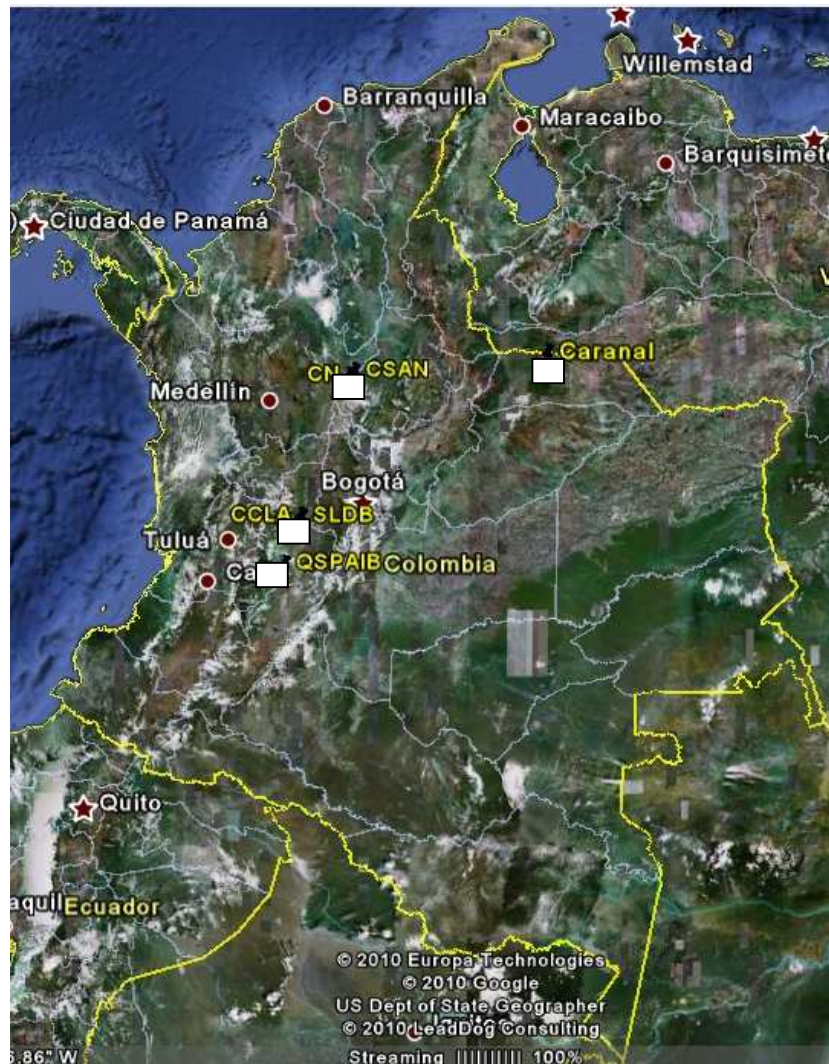 Willemstad
Barranquilla
Maracaibo
Barquisimeto
Ciudad de Panamá
Caranal
CN CSAN
Medellín
Bogotá
CCLA SLDB
Tuluá
QSPAIB Colombia
Ca
Quito
aquil Ecuador
© 2010 Europa Technologies
© 2010 Google
US Dept of State Geographer
© 2010 LeadDog Consulting
5.86" W
Streaming |||||||||| 100%